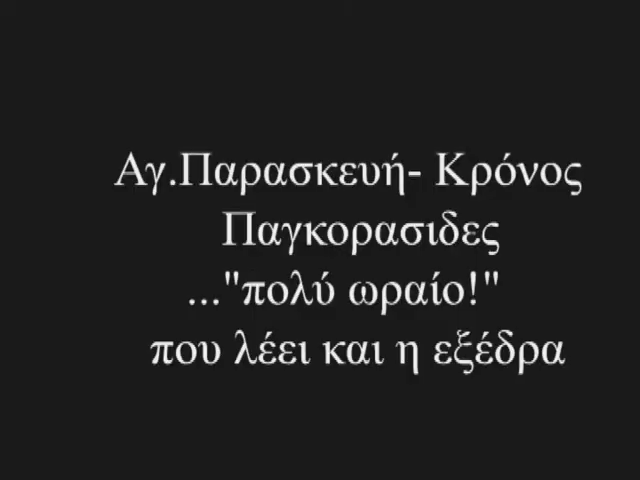 Αγ.Παρασκευή- Κρόνος
Παγκορασιδες
..."πολύ ωραίο!"
που λέει και η εξέδρα